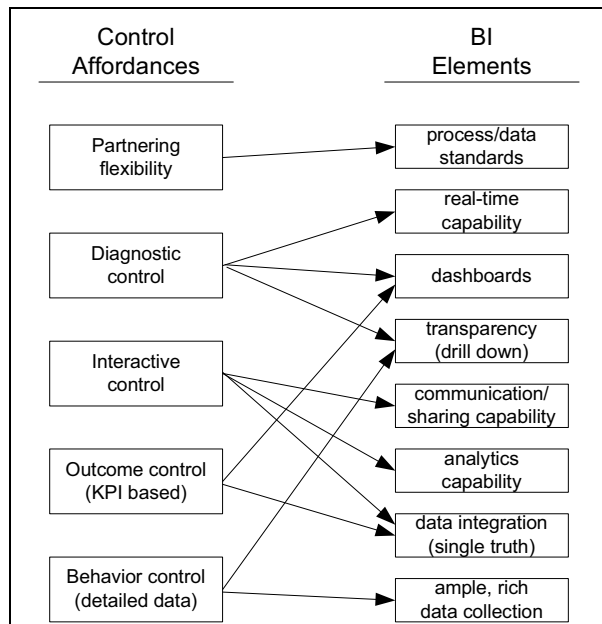 Control
Affordances
BI
Elements
Partnering
flexibility
process/data
standards
real-time
capability
Diagnostic
control
dashboards
transparency
(drill down)
Interactive
control
communication/
sharing capability
analytics
capability
Outcome control
(KPI based)
data integration
(single truth)
Behavior control
(detailed data)
ample, rich
data collection